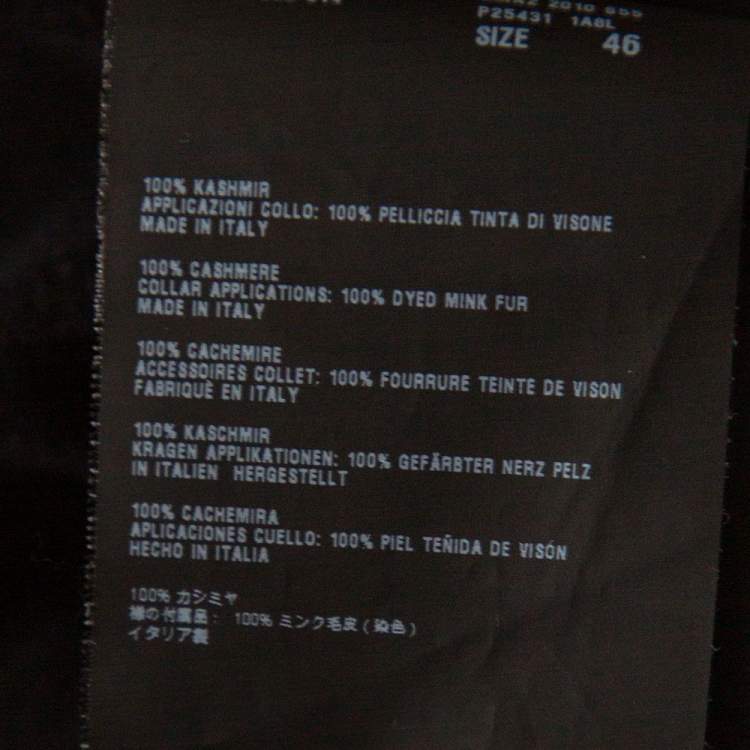 2010
P25431 1A0L
SIZE 46
100% KASHMIR
APPLICAZIONI COLLO: 100% PELLICCIA TINTA DI VISONE
MADE IN ITALY
100% CASHMERE
COLLAR APPLICATIONS: 100% DYED MINK FUR
MADE IN ITALY
100% CACHEMIRE
ACCESSOIRES COLLET: 100% FOURRURE TEINTE DE VISON
FABRIQUÈ EN ITALY
100% KASCHMIR
KRAGEN APPLIKATIONEN: 100% GEFÄRBTER NERZ PELZ
IN ITALIEN HERGESTELLT
100% CACHEMIRA
APLICACIONES CUELLO: 100% PIEL TEÑIDA DE VISÓN
HECHO IN ITALIA
100% カシミヤ
様の付属品： 100% ミンク毛皮 (染色)
イタリア製